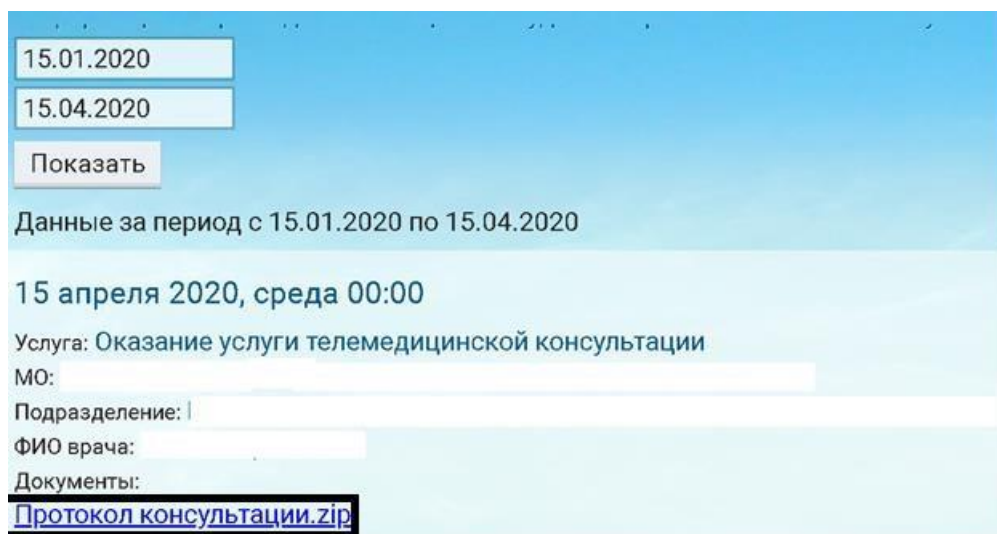 15.01.2020
15.04.2020
Показать
Данные за период с 15.01.2020 по 15.04.2020
15 апреля 2020, среда 00:00
Услуга: Оказание услуги телемедицинской консультации
МО:
Подразделение:
ФИО врача:
Документы:
Протокол консультации.zip